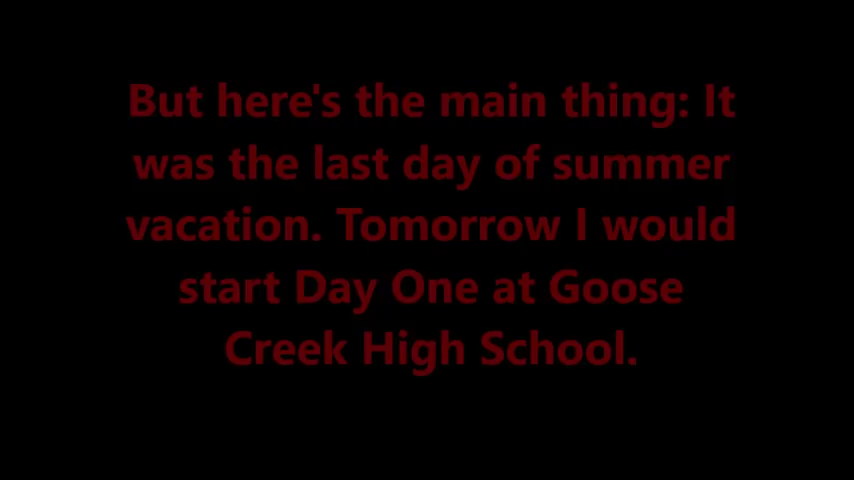 But here's the main thing: It
was the last day of summer
vacation. Tomorrow I would
start Day One at Goose
Creek High School.